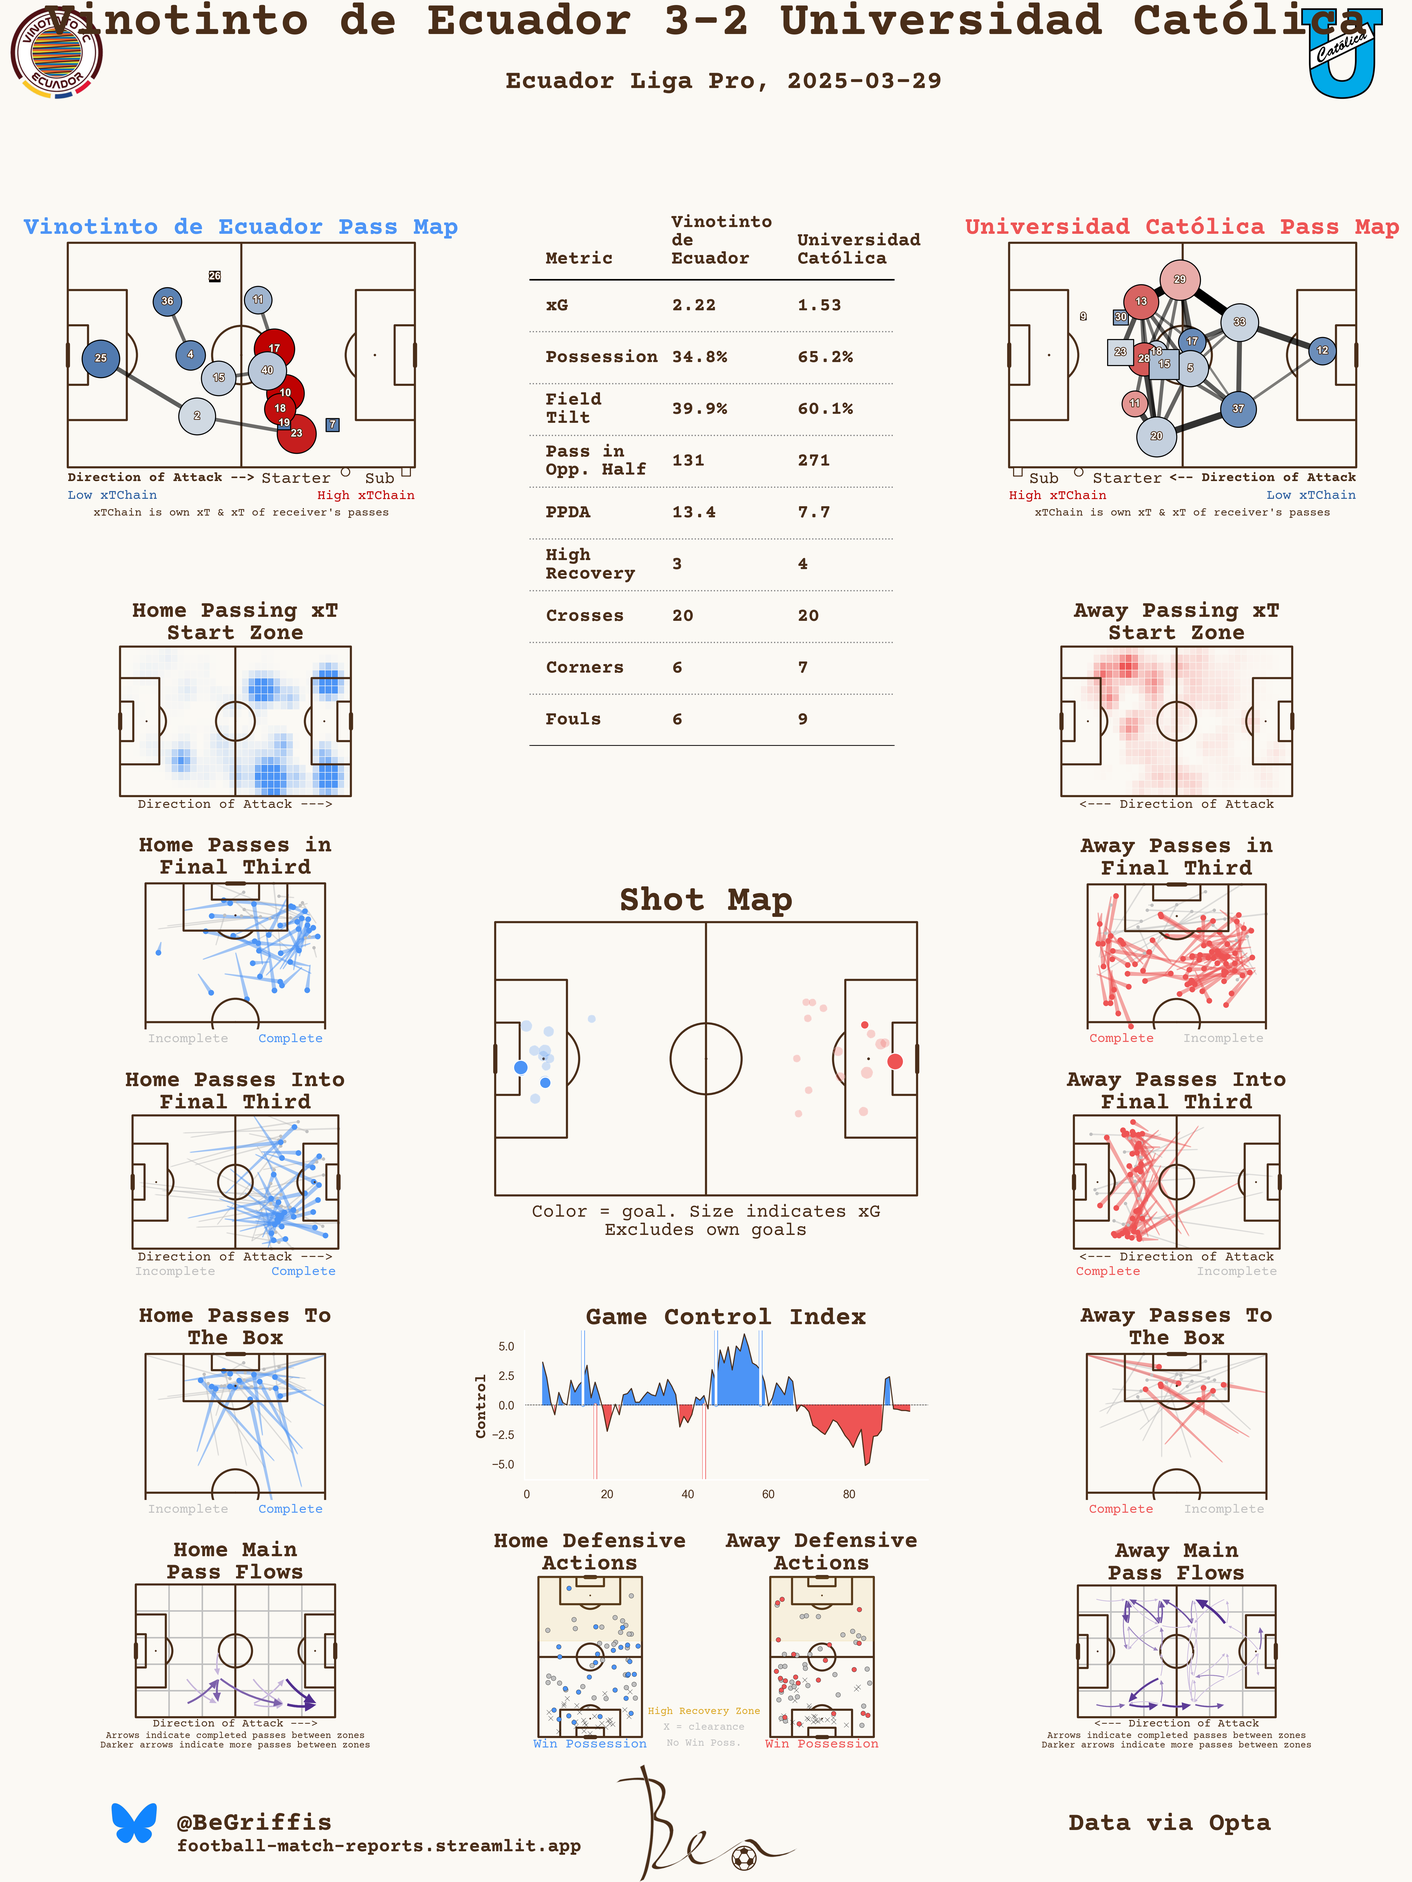 Vinotinto de Ecuador 3-2 Universidad Católica
VINOTINTO FC
ECUADOR
Católica
Ecuador Liga Pro, 2025-03-29
Vinotinto de Ecuador Pass Map
26
36
11
25
4
17
15
40
10
18
2
19
23
7
Direction of Attack --> Starter Sub
Low xTChain High xTChain
xTChain is own xT & xT of receiver's passes
Metric
Vinotinto
de
Ecuador
Universidad
Católica
xG 2.22 1.53
Possession 34.8% 65.2%
Field
Tilt
39.9% 60.1%
Pass in
Opp. Half
131 271
PPDA 13.4 7.7
High
Recovery
3 4
Crosses 20 20
Corners 6 7
Fouls 6 9
Universidad Católica Pass Map
29
13
9
30
33
23
28
18
17
15
5
12
11
37
20
Sub Starter <-- Direction of Attack
High xTChain Low xTChain
xTChain is own xT & xT of receiver's passes
Home Passing xT
Start Zone
Direction of Attack --->
Away Passing xT
Start Zone
<--- Direction of Attack
Home Passes in
Final Third
Incomplete Complete
Away Passes in
Final Third
Complete Incomplete
Shot Map
Color = goal. Size indicates xG
Excludes own goals
Home Passes Into
Final Third
Direction of Attack --->
Incomplete Complete
Away Passes Into
Final Third
<--- Direction of Attack
Complete Incomplete
Home Passes To
The Box
Incomplete Complete
Game Control Index
Control
5.0
2.5
0.0
−2.5
−5.0
0 20 40 60 80
Away Passes To
The Box
Complete Incomplete
Home Main
Pass Flows
Direction of Attack --->
Arrows indicate completed passes between zones
Darker arrows indicate more passes between zones
Home Defensive
Actions
Win Possession
High Recovery Zone
X = clearance
No Win Poss.
Away Defensive
Actions
Win Possession
Away Main
Pass Flows
<--- Direction of Attack
Arrows indicate completed passes between zones
Darker arrows indicate more passes between zones
@BeGriffis
football-match-reports.streamlit.app
Ben
Data via Opta